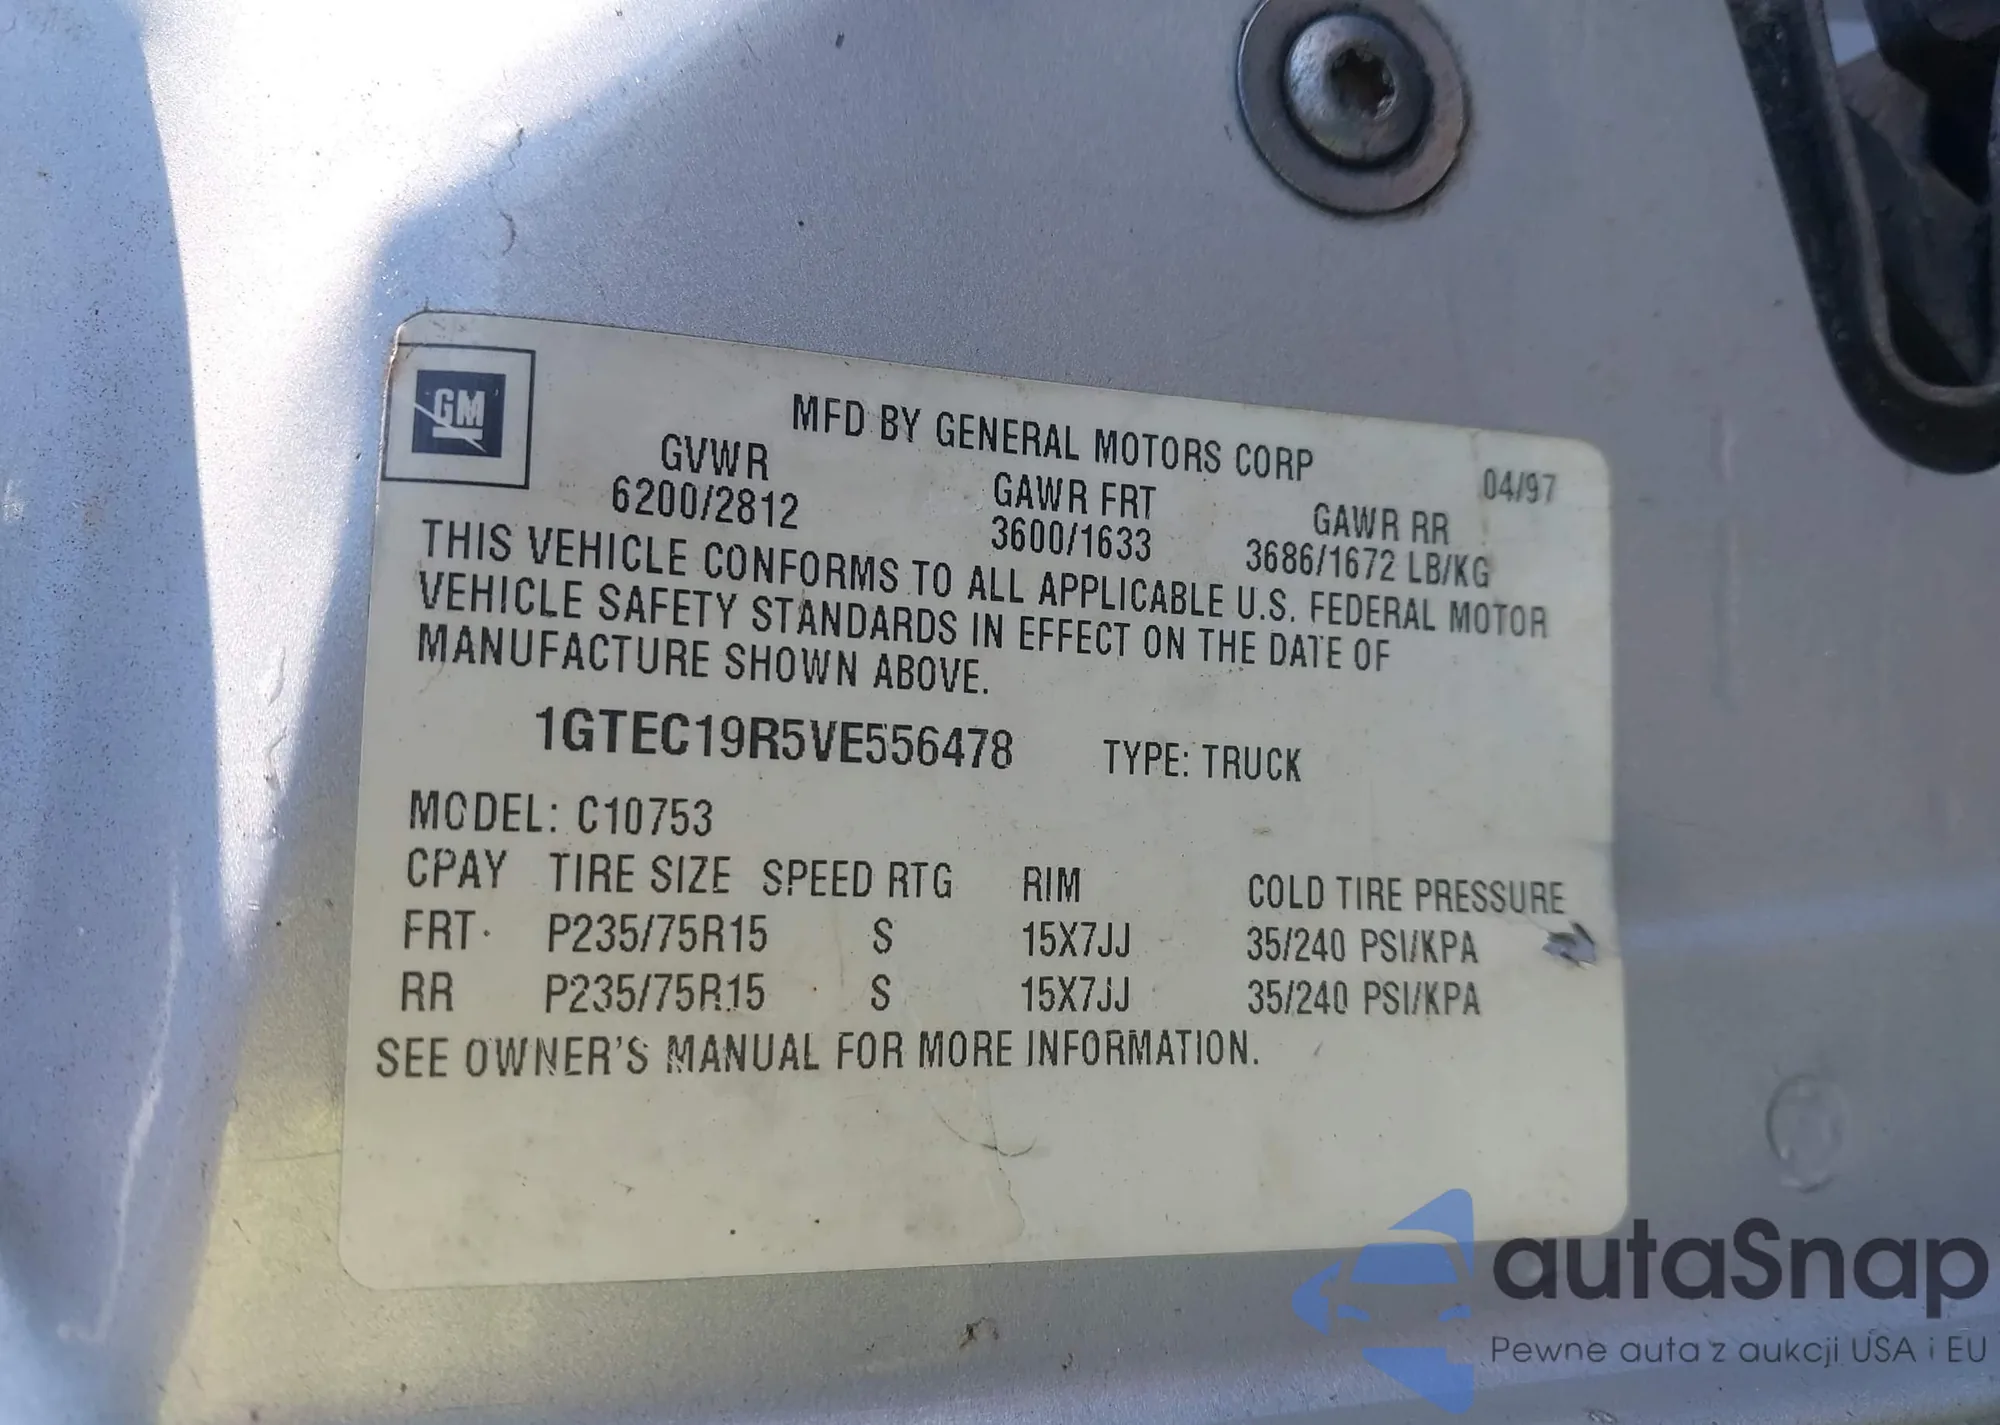 GM
MFD BY GENERAL MOTORS CORP
04/97
GVWR GAWR FRT GAWR RR
6200/2812 3600/1633 3686/1672 LB/KG
THIS VEHICLE CONFORMS TO ALL APPLICABLE U.S. FEDERAL MOTOR
VEHICLE SAFETY STANDARDS IN EFFECT ON THE DATE OF
MANUFACTURE SHOWN ABOVE.
1GTEC19R5VE556478 TYPE: TRUCK
MODEL: C10753
CPAY TIRE SIZE SPEED RTG RIM COLD TIRE PRESSURE
FRT P235/75R15 S 15X7JJ 35/240 PSI/KPA
RR P235/75R15 S 15X7JJ 35/240 PSI/KPA
SEE OWNER'S MANUAL FOR MORE INFORMATION.
autaSnap
Pewne auta z aukcji USA i EU